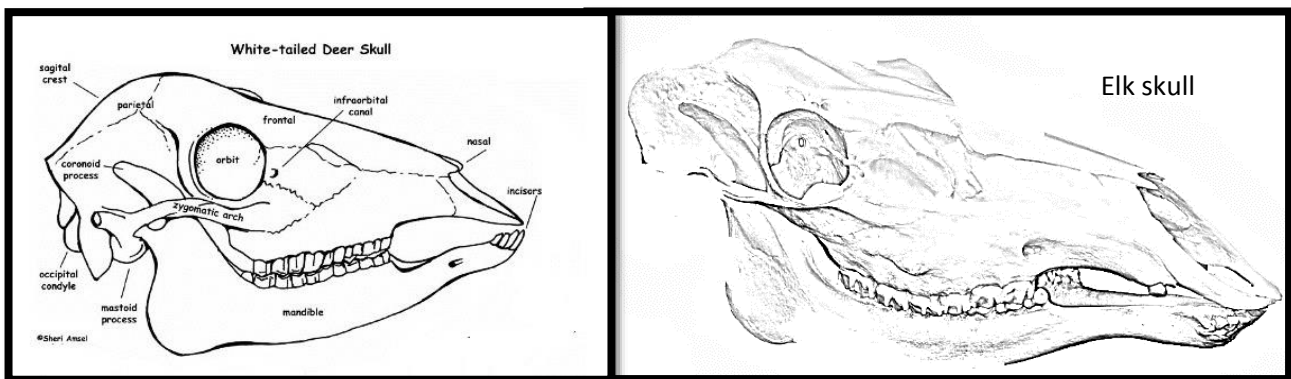 White-tailed Deer Skull
sagital
crest
parietal
frontal
infraorbital
canal
nasal
coronoid
process
orbit
incisors
zygomatic arch
occipital
condyle
mastoid
process
mandible
©Sheri Amsel
Elk skull